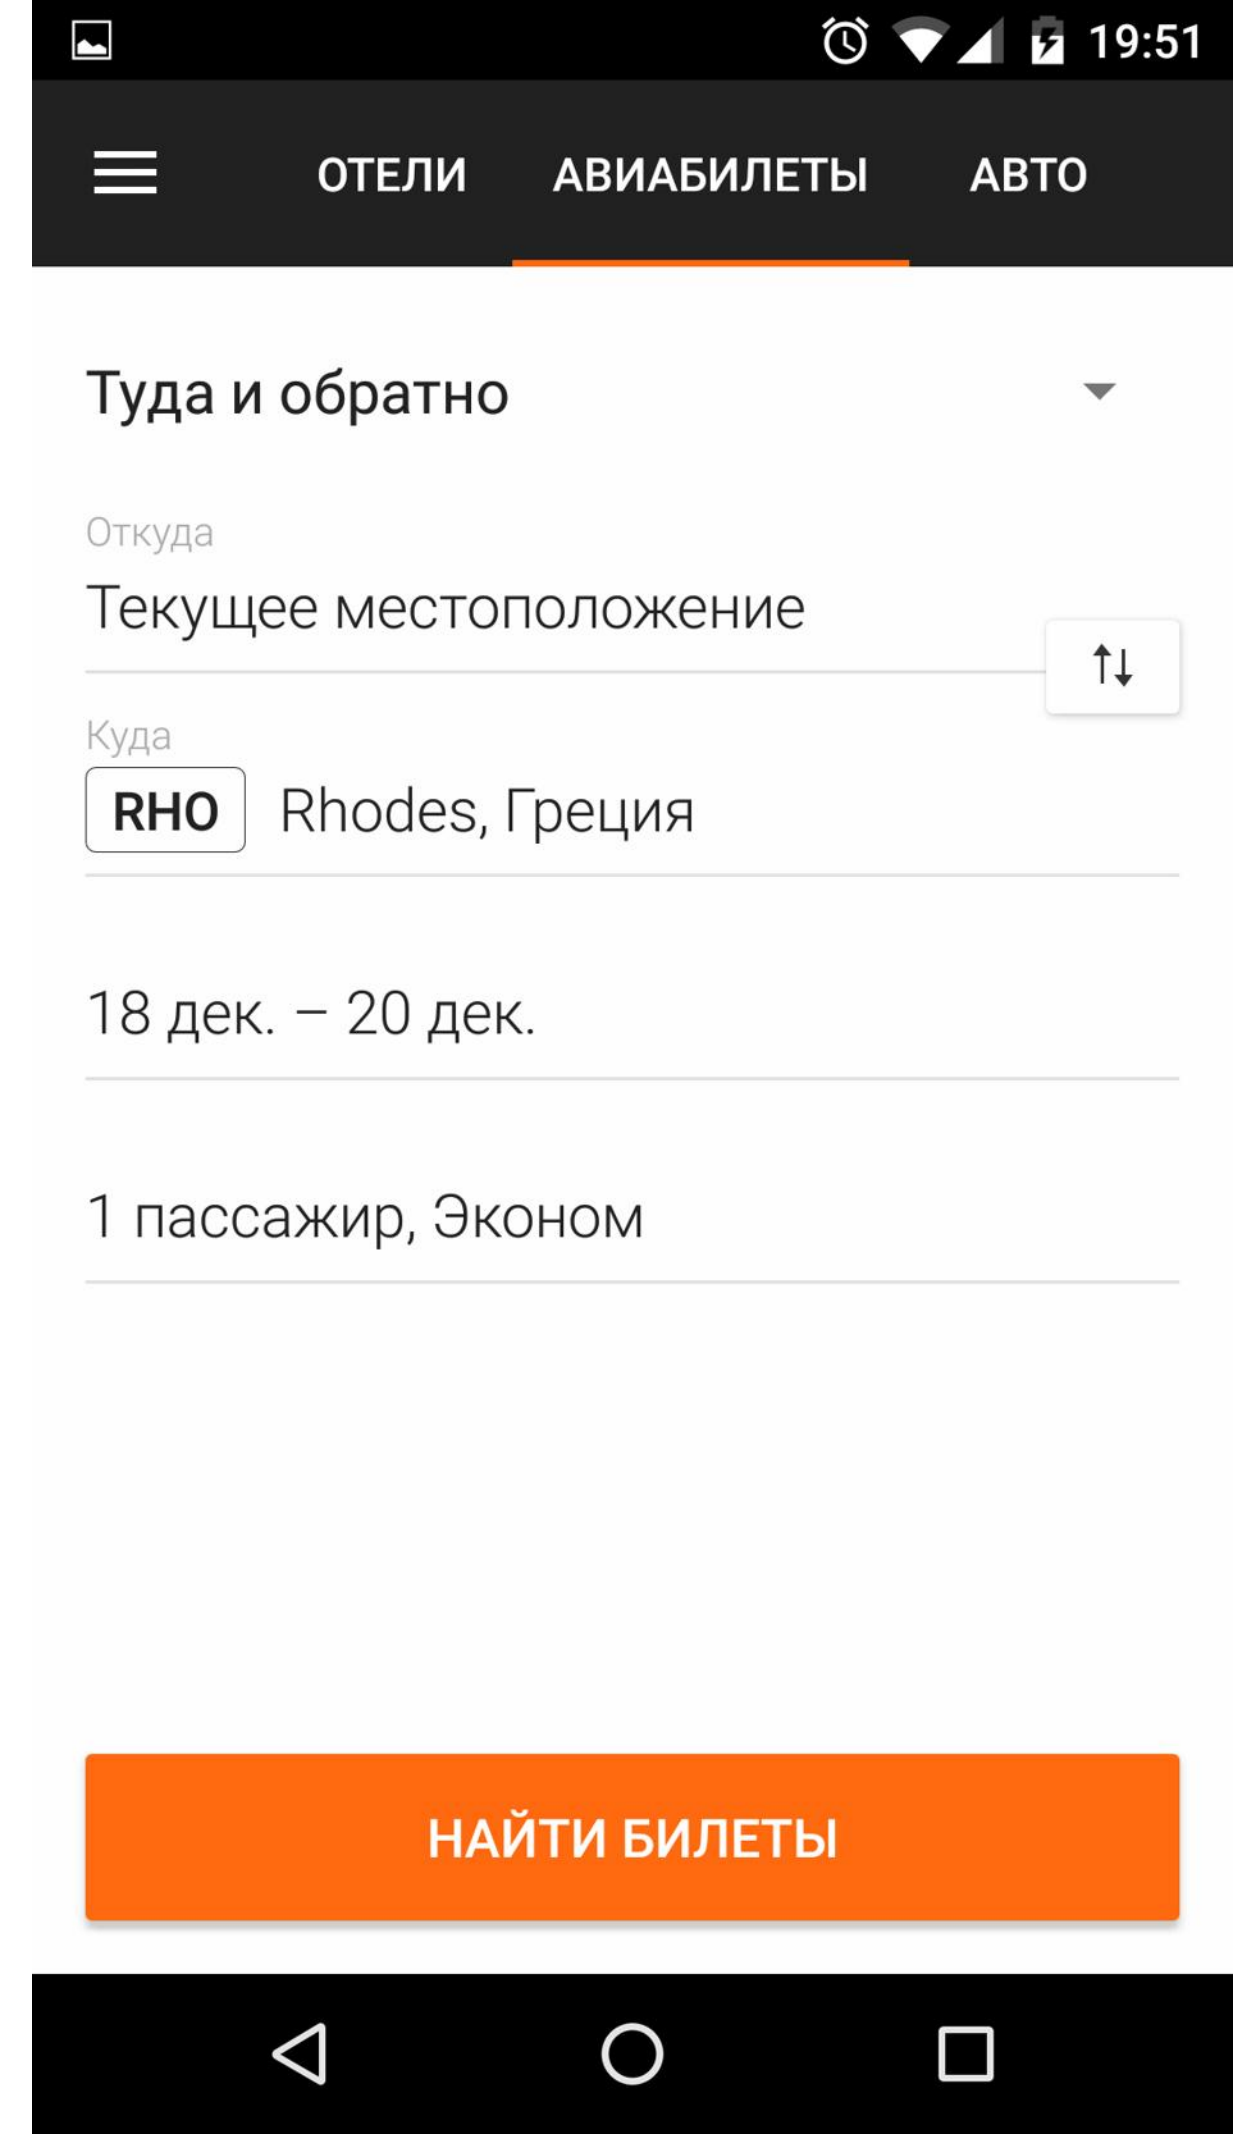 19:51
ОТЕЛИ АВИАБИЛЕТЫ АВТО
Туда и обратно
Откуда
Текущее местоположение
Куда
RHO Rhodes, Греция
18 дек. – 20 дек.
1 пассажир, Эконом
НАЙТИ БИЛЕТЫ